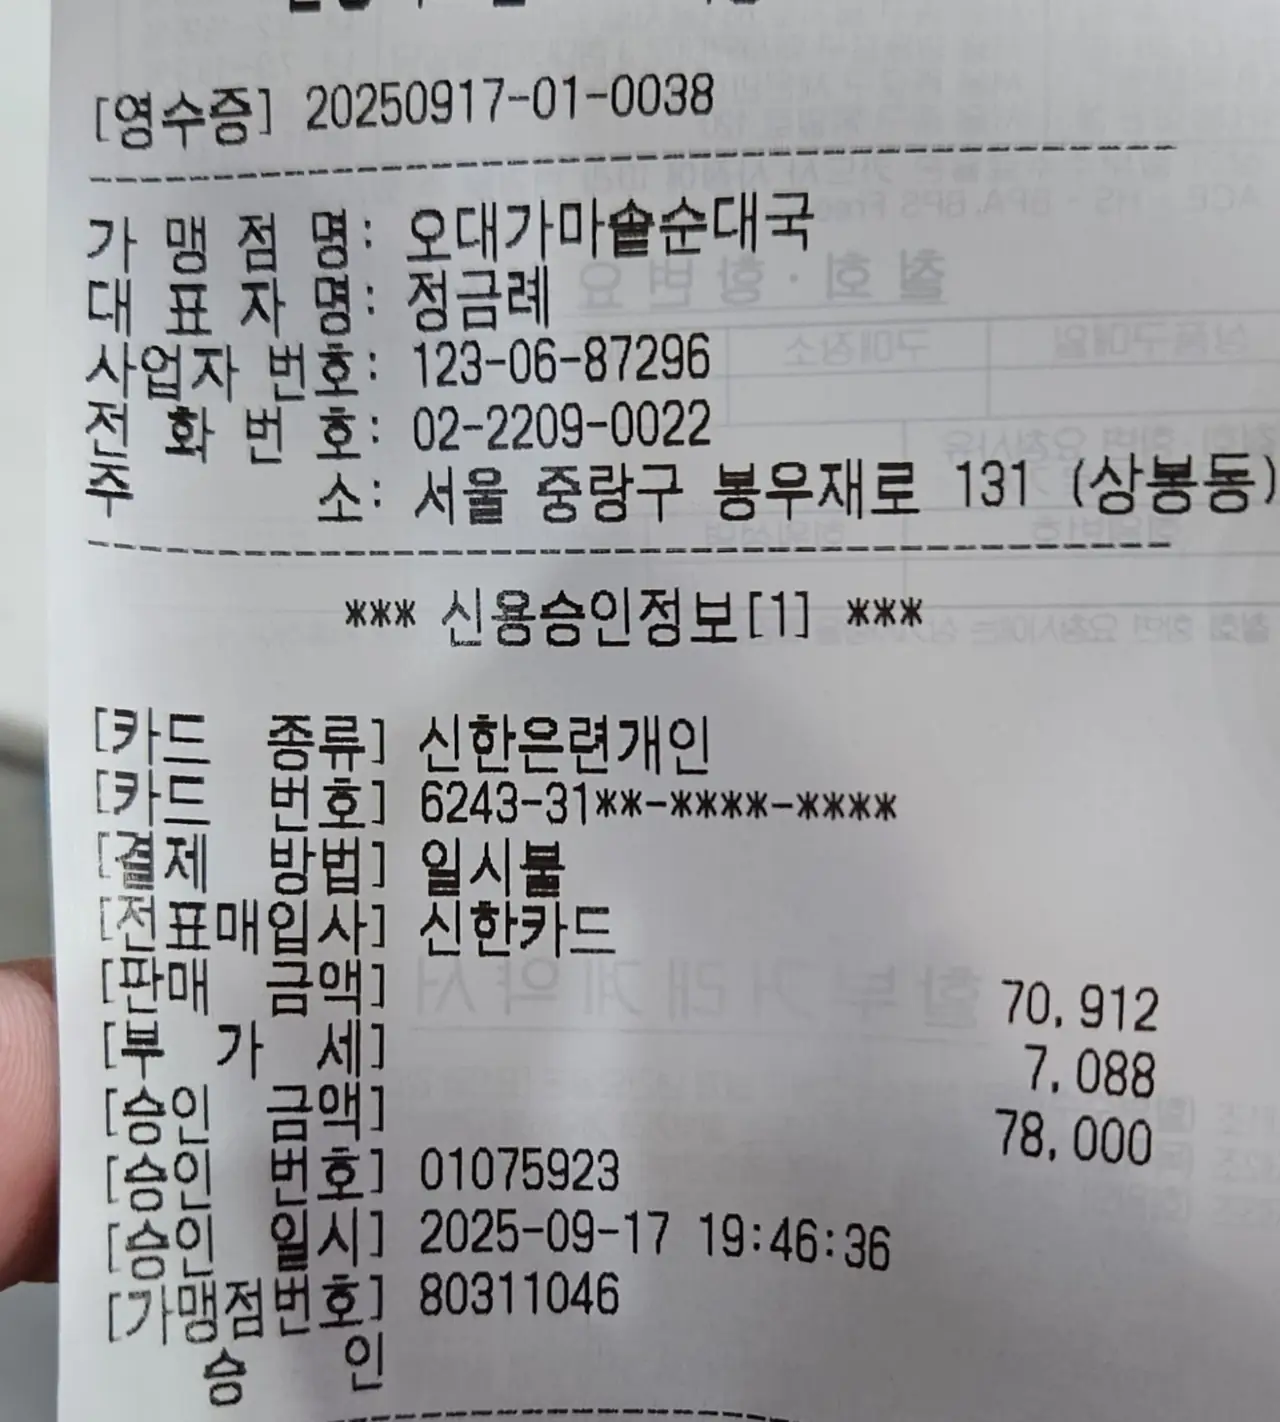 [영수증] 20250917-01-0038
가 맹 점 명: 오대가마솥순대국
대 표 자 명: 정금례
사업자 번호: 123-06-87296
전 화 번 호: 02-2209-0022
주 소: 서울 중랑구 봉우재로 131 (상봉동)
*** 신용승인정보[1] ***
[카드 종류] 신한은련개인
[카드 번호] 6243-31**-****-****
[결제 방법] 일시불
[전표매입사] 신한카드
[판매 금액] 70,912
[부 가 세] 7,088
[승인 금액] 78,000
[승인 번호] 01075923
[승인 일시] 2025-09-17 19:46:36
[가맹점번호] 80311046
승 인